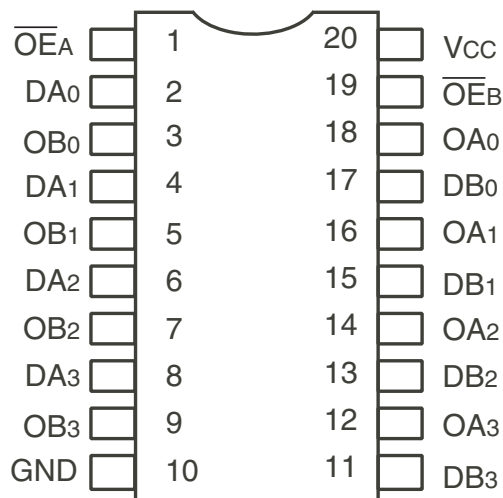 OEA 1 20 VCC
DA0 2 19 OEB
OB0 3 18 OA0
DA1 4 17 DB0
OB1 5 16 OA1
DA2 6 15 DB1
OB2 7 14 OA2
DA3 8 13 DB2
OB3 9 12 OA3
GND 10 11 DB3